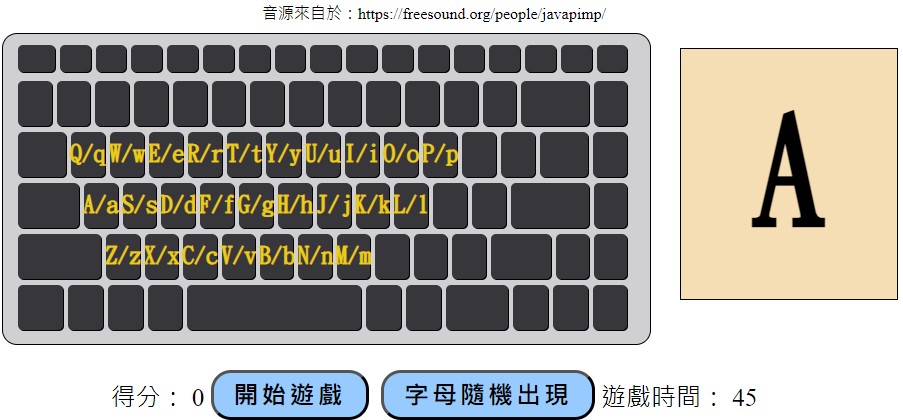 音源來自於：https://freesound.org/people/javapimp/
Q/q W/w E/e R/r T/t Y/y U/u I/i O/o P/p
A/a S/s D/d F/f G/g H/h J/j K/k L/l
Z/z X/x C/c V/v B/b N/n M/m
A
得分： 0 開始遊戲 字母隨機出現 遊戲時間： 45